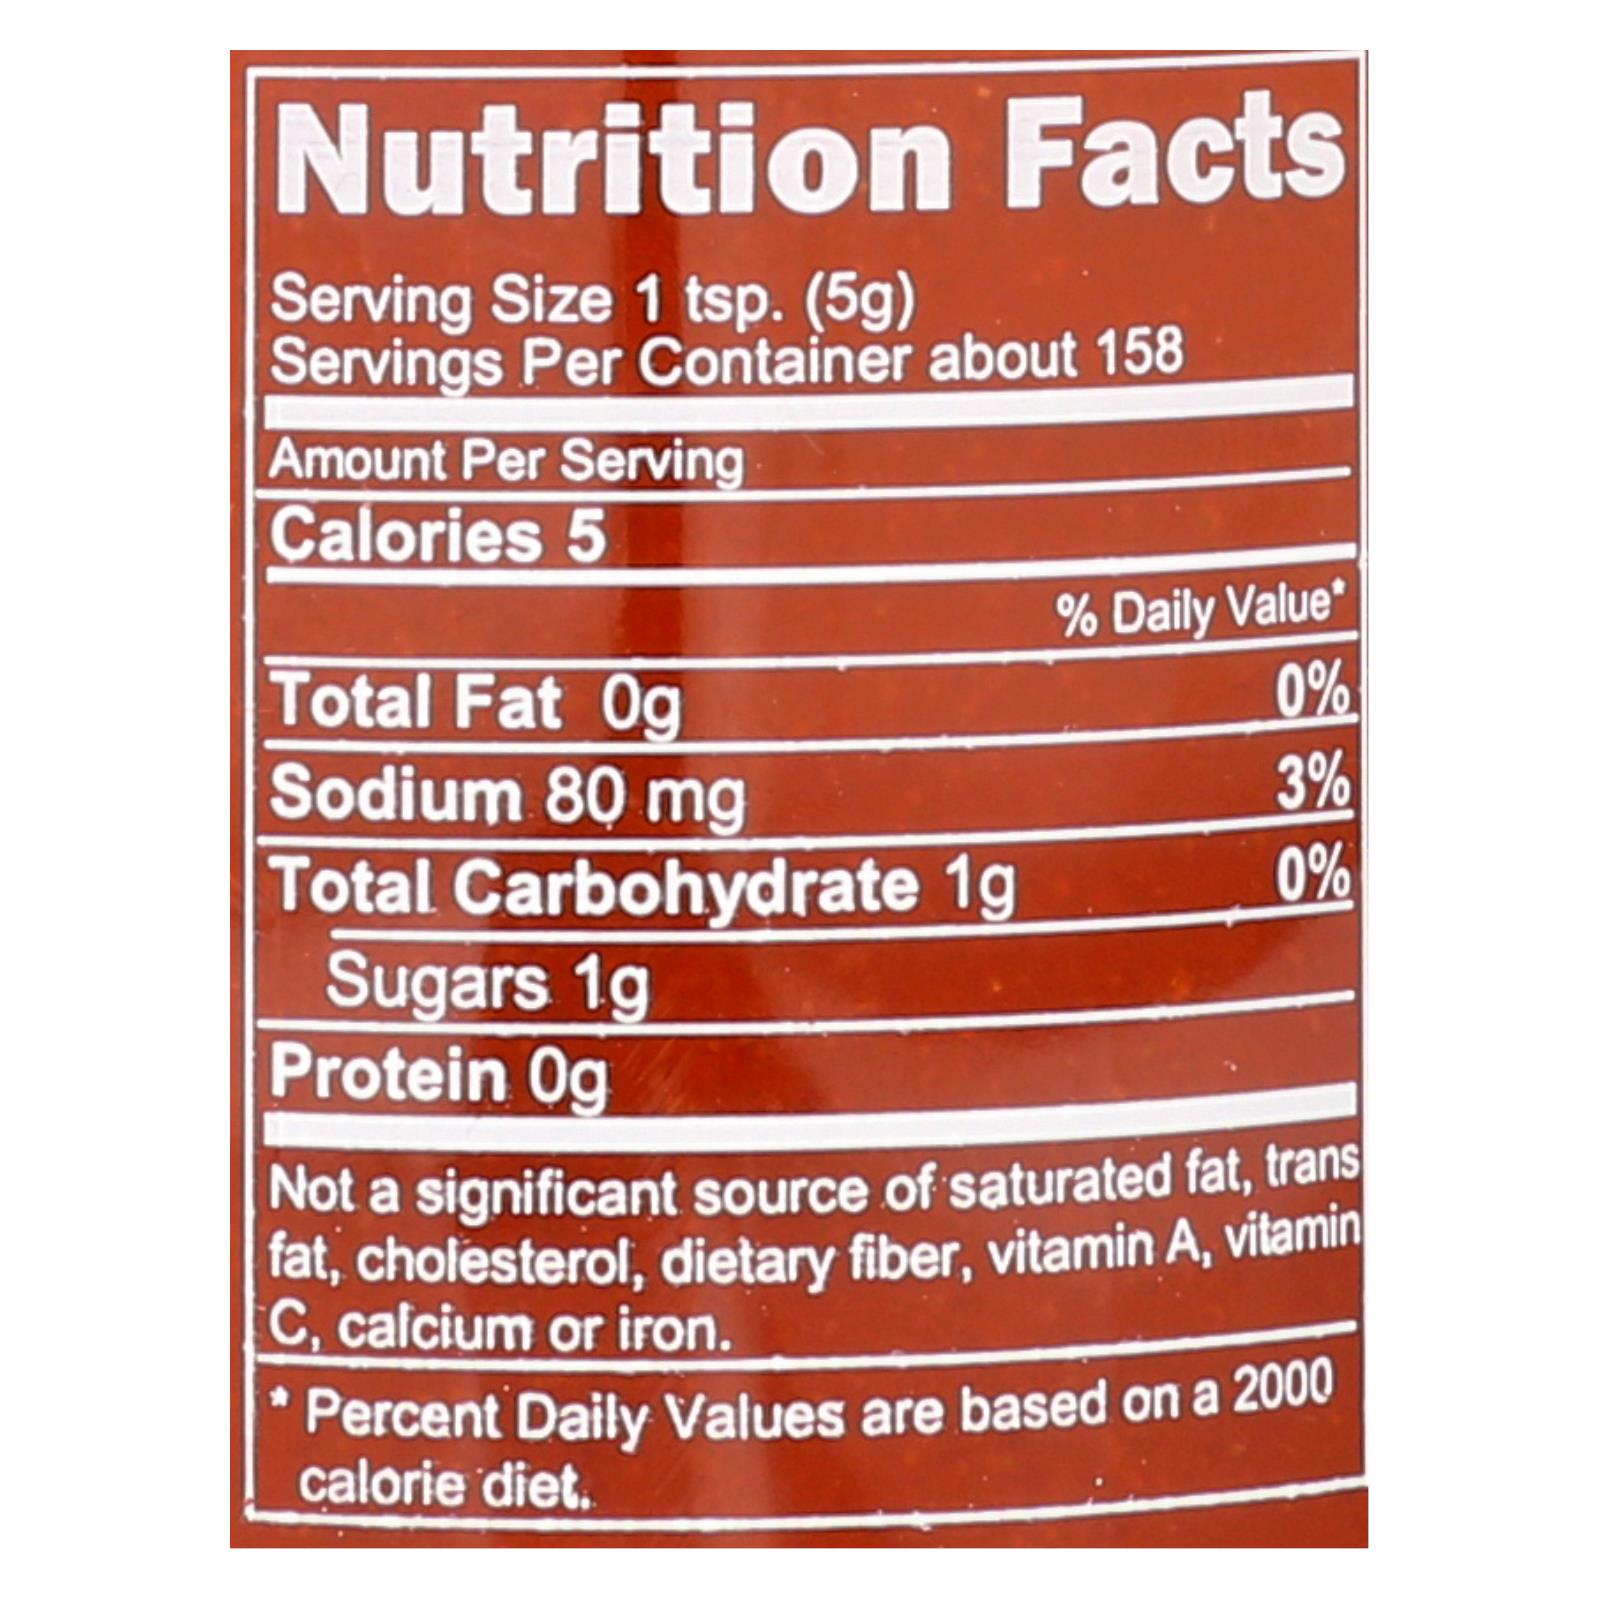 Nutrition Facts
Serving Size 1 tsp. (5g)
Servings Per Container about 158
Amount Per Serving
Calories 5
% Daily Value*
Total Fat 0g 0%
Sodium 80 mg 3%
Total Carbohydrate 1g 0%
Sugars 1g
Protein 0g
Not a significant source of saturated fat, trans
fat, cholesterol, dietary fiber, vitamin A, vitamin
C, calcium or iron.
* Percent Daily Values are based on a 2000
calorie diet.